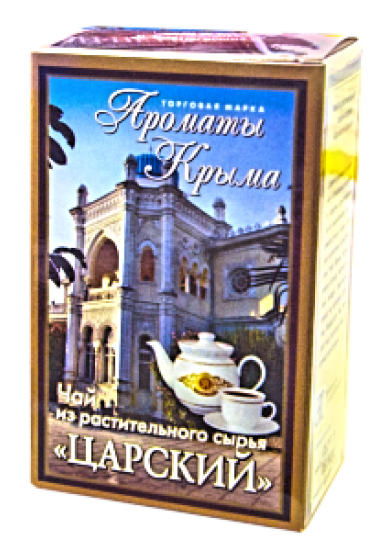 ТОРГОВАЯ МАРКА
Ароматы
Крыма
Чай
из растительного сырья
«ЦАРСКИЙ»